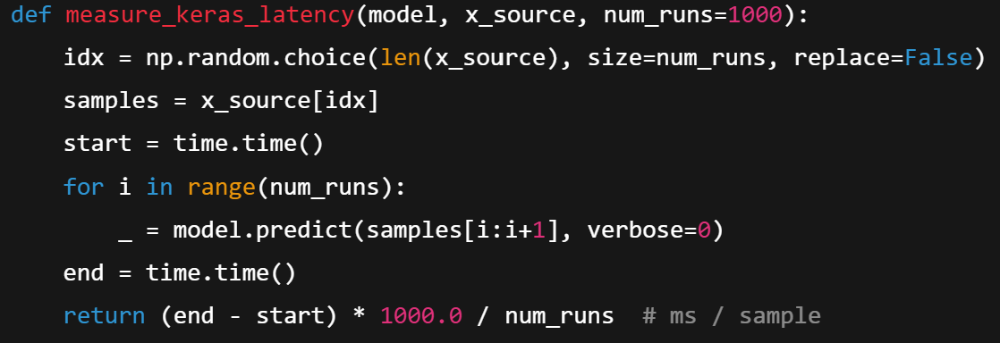 def measure_keras_latency(model, x_source, num_runs=1000):
    idx = np.random.choice(len(x_source), size=num_runs, replace=False)
    samples = x_source[idx]
    start = time.time()
    for i in range(num_runs):
        _ = model.predict(samples[i:i+1], verbose=0)
    end = time.time()
    return (end - start) * 1000.0 / num_runs  # ms / sample